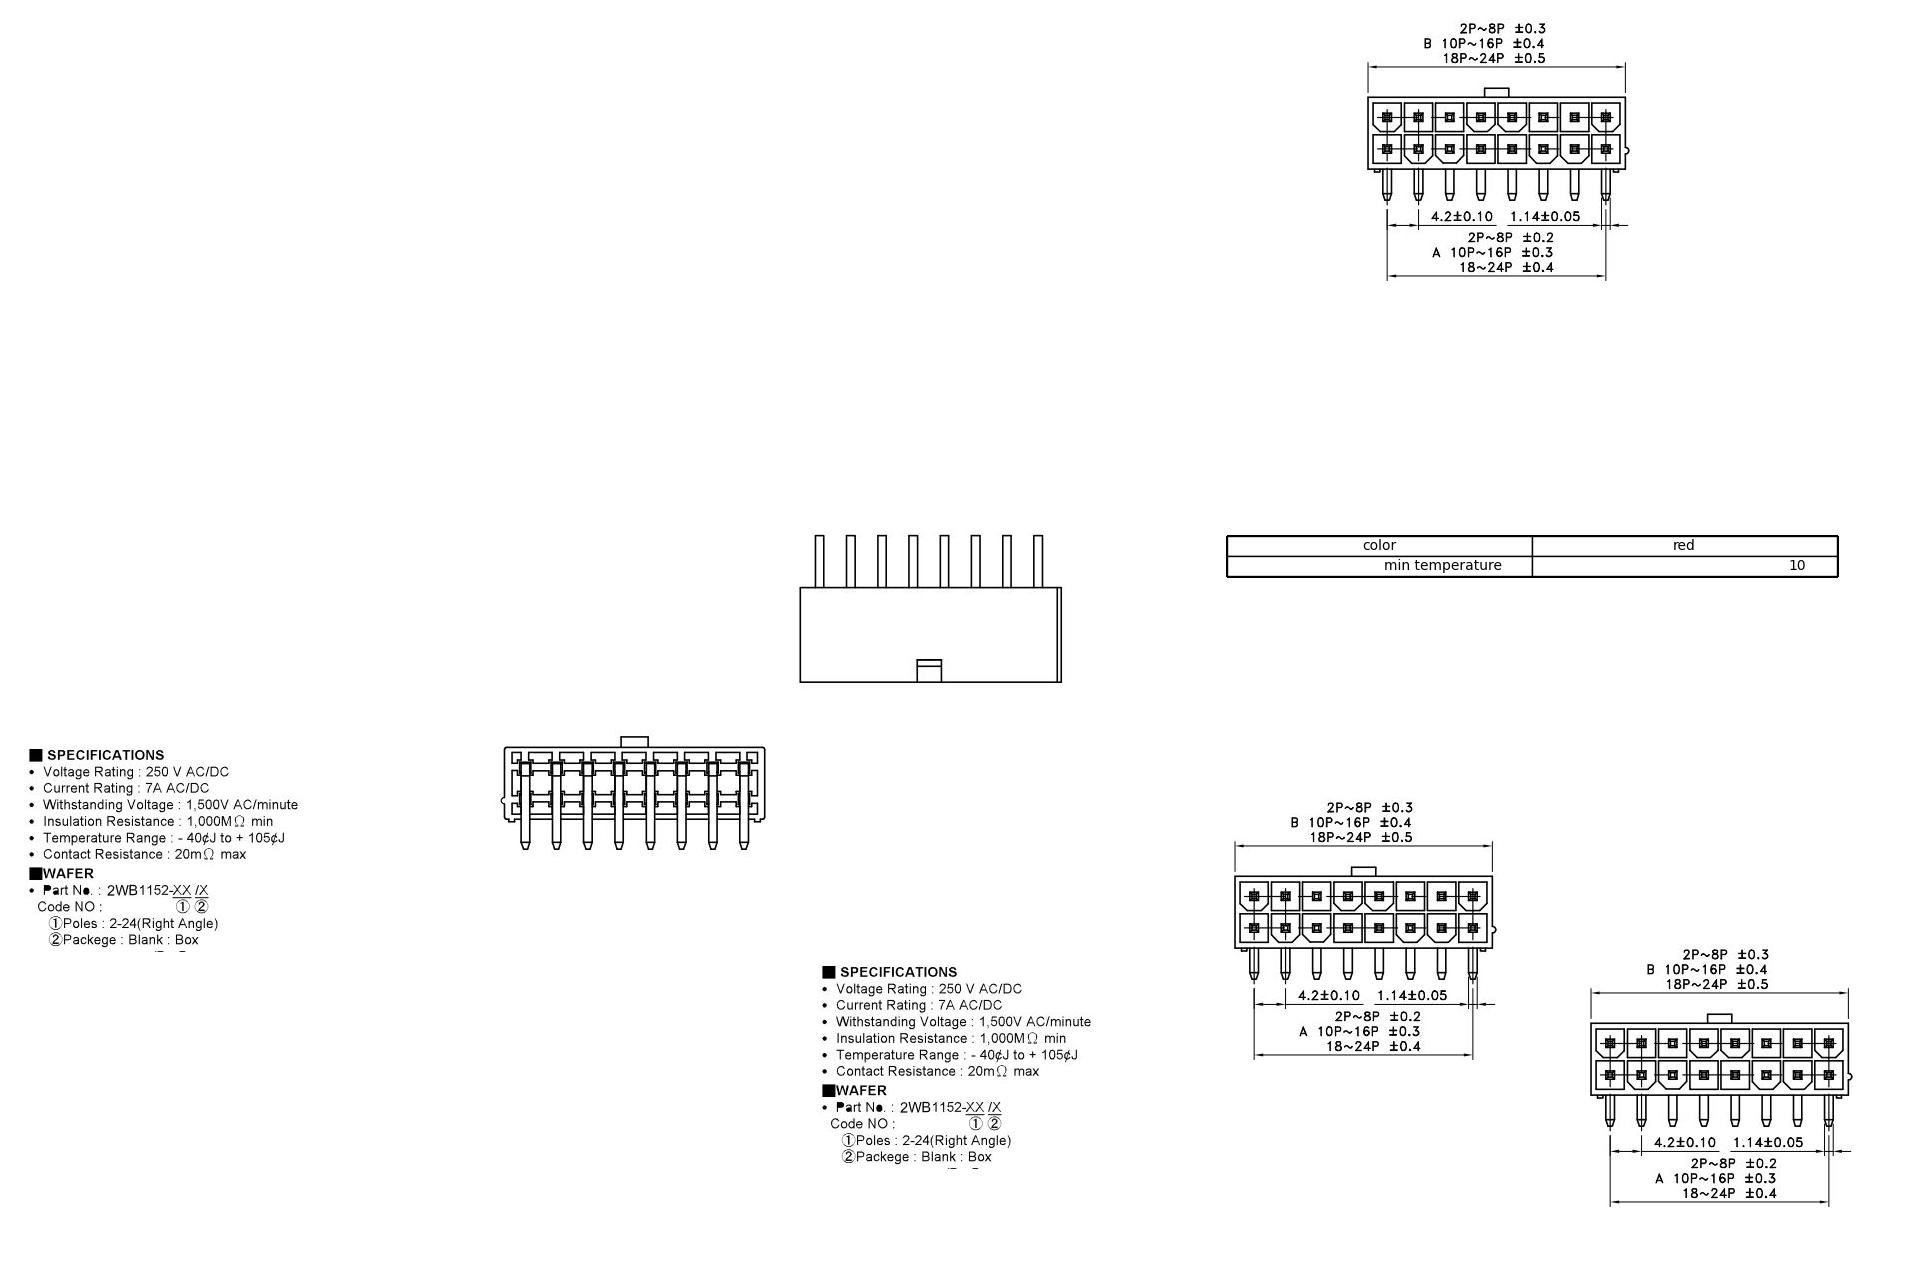 2P~8P ±0.3
B 10P~16P ±0.4
18P~24P ±0.5
4.2±0.10 1.14±0.05
2P~8P ±0.2
A 10P~16P ±0.3
18~24P ±0.4
color red
min temperature 10
■ SPECIFICATIONS
• Voltage Rating : 250 V AC/DC
• Current Rating : 7A AC/DC
• Withstanding Voltage : 1,500V AC/minute
• Insulation Resistance : 1,000MΩ min
• Temperature Range : - 40¢J to + 105¢J
• Contact Resistance : 20mΩ max
■WAFER
• Part No. : 2WB1152-XX /X
Code NO : ① ②
①Poles : 2-24(Right Angle)
②Packege : Blank : Box
2P~8P ±0.3
B 10P~16P ±0.4
18P~24P ±0.5
4.2±0.10 1.14±0.05
2P~8P ±0.2
A 10P~16P ±0.3
18~24P ±0.4
■ SPECIFICATIONS
• Voltage Rating : 250 V AC/DC
• Current Rating : 7A AC/DC
• Withstanding Voltage : 1,500V AC/minute
• Insulation Resistance : 1,000MΩ min
• Temperature Range : - 40¢J to + 105¢J
• Contact Resistance : 20mΩ max
■WAFER
• Part No. : 2WB1152-XX /X
Code NO : ① ②
①Poles : 2-24(Right Angle)
②Packege : Blank : Box
2P~8P ±0.3
B 10P~16P ±0.4
18P~24P ±0.5
4.2±0.10 1.14±0.05
2P~8P ±0.2
A 10P~16P ±0.3
18~24P ±0.4